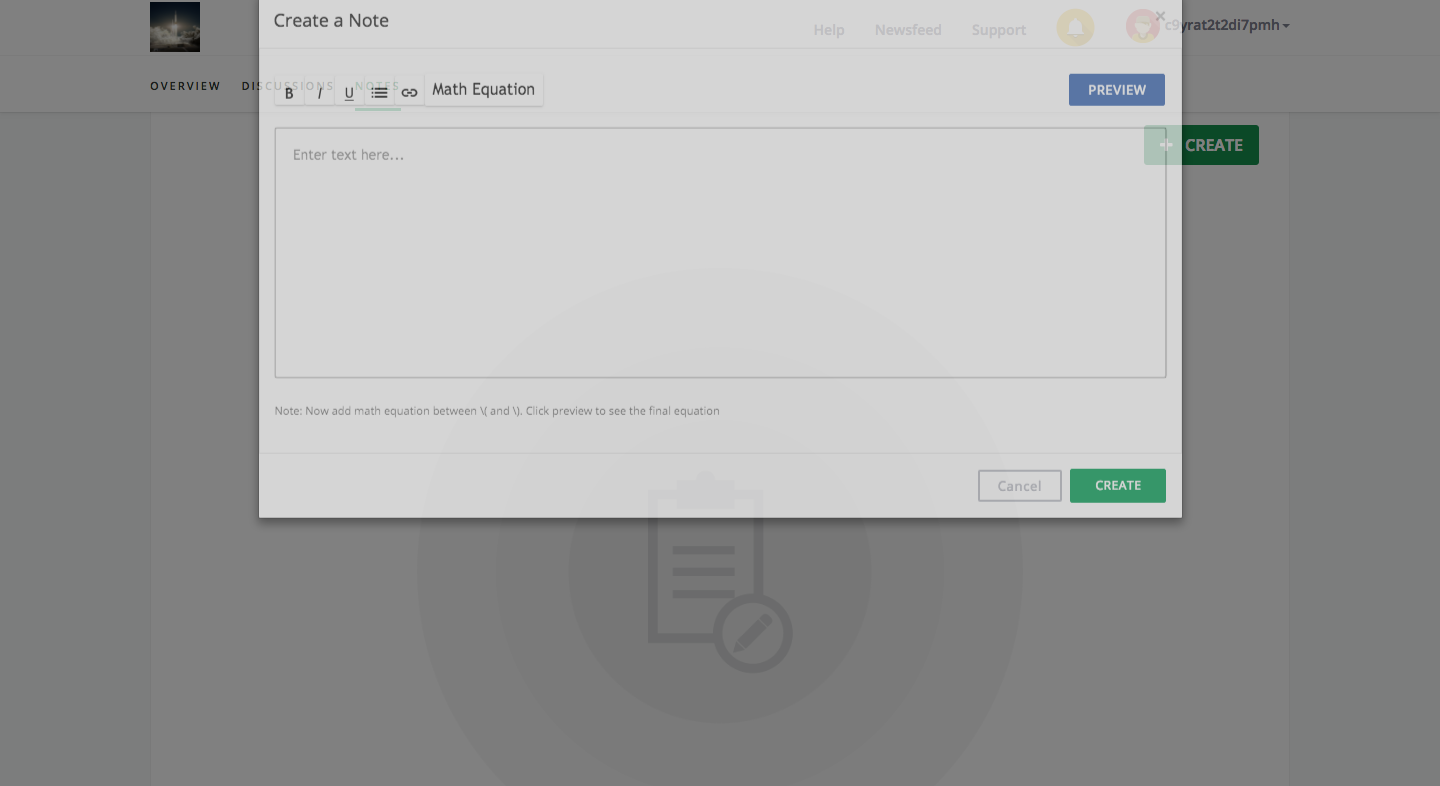 Create a Note
×
Help Newsfeed Support c9yrat2t2di7pmh
OVERVIEW DISCUSSIONS NOTES
B I U Math Equation PREVIEW
+ CREATE
Enter text here...
Note: Now add math equation between \( and \). Click preview to see the final equation
Cancel CREATE